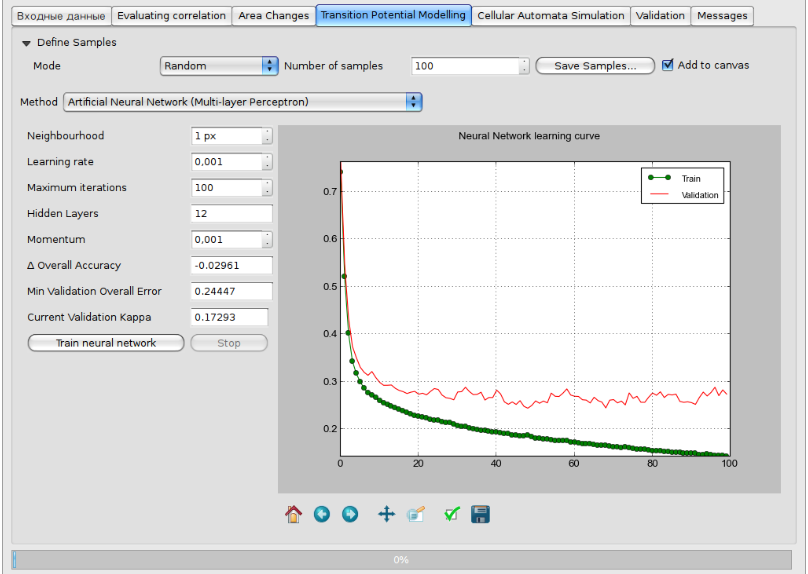 Входные данные Evaluating correlation Area Changes Transition Potential Modelling Cellular Automata Simulation Validation Messages
Define Samples
Mode Random Number of samples 100 Save Samples... Add to canvas
Method Artificial Neural Network (Multi-layer Perceptron)
Neighbourhood 1 px
Learning rate 0,001
Maximum iterations 100
Hidden Layers 12
Momentum 0,001
Δ Overall Accuracy -0.02961
Min Validation Overall Error 0.24447
Current Validation Kappa 0.17293
Train neural network Stop
Neural Network learning curve
Train
Validation
0.7
0.6
0.5
0.4
0.3
0.2
0 20 40 60 80 100
0%